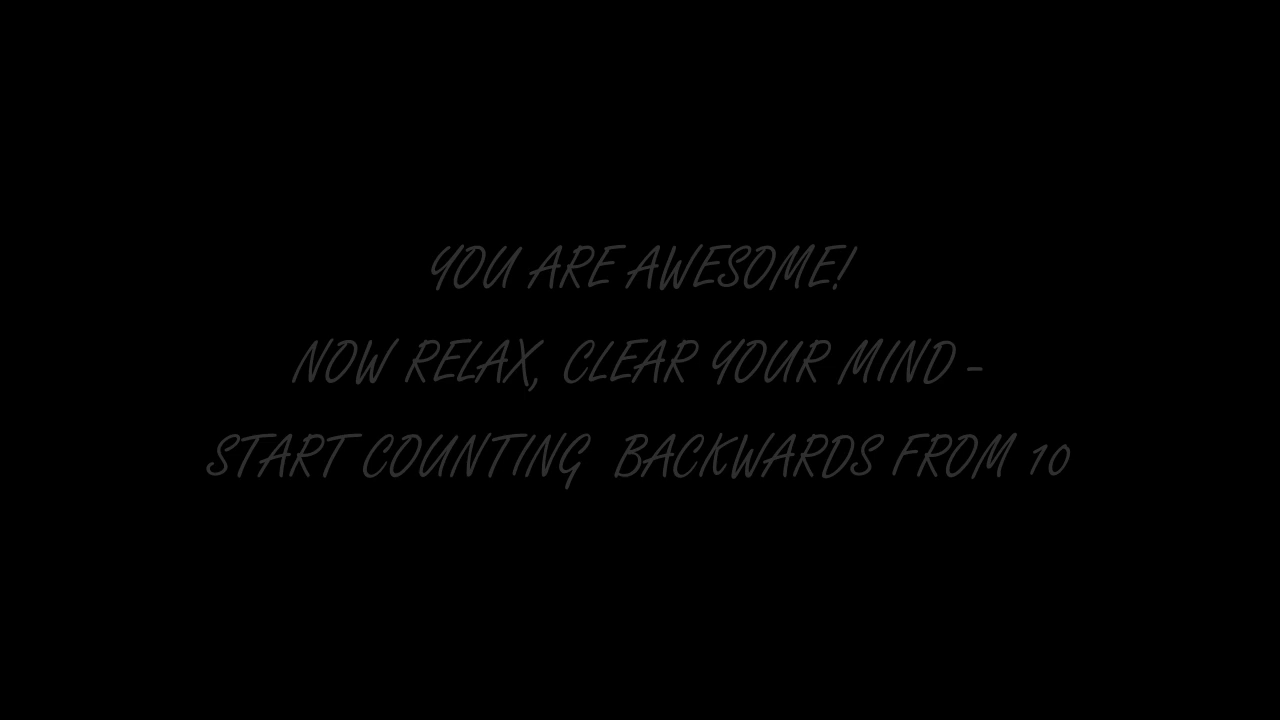 YOU ARE AWESOME!
NOW RELAX, CLEAR YOUR MIND -
START COUNTING  BACKWARDS FROM 10